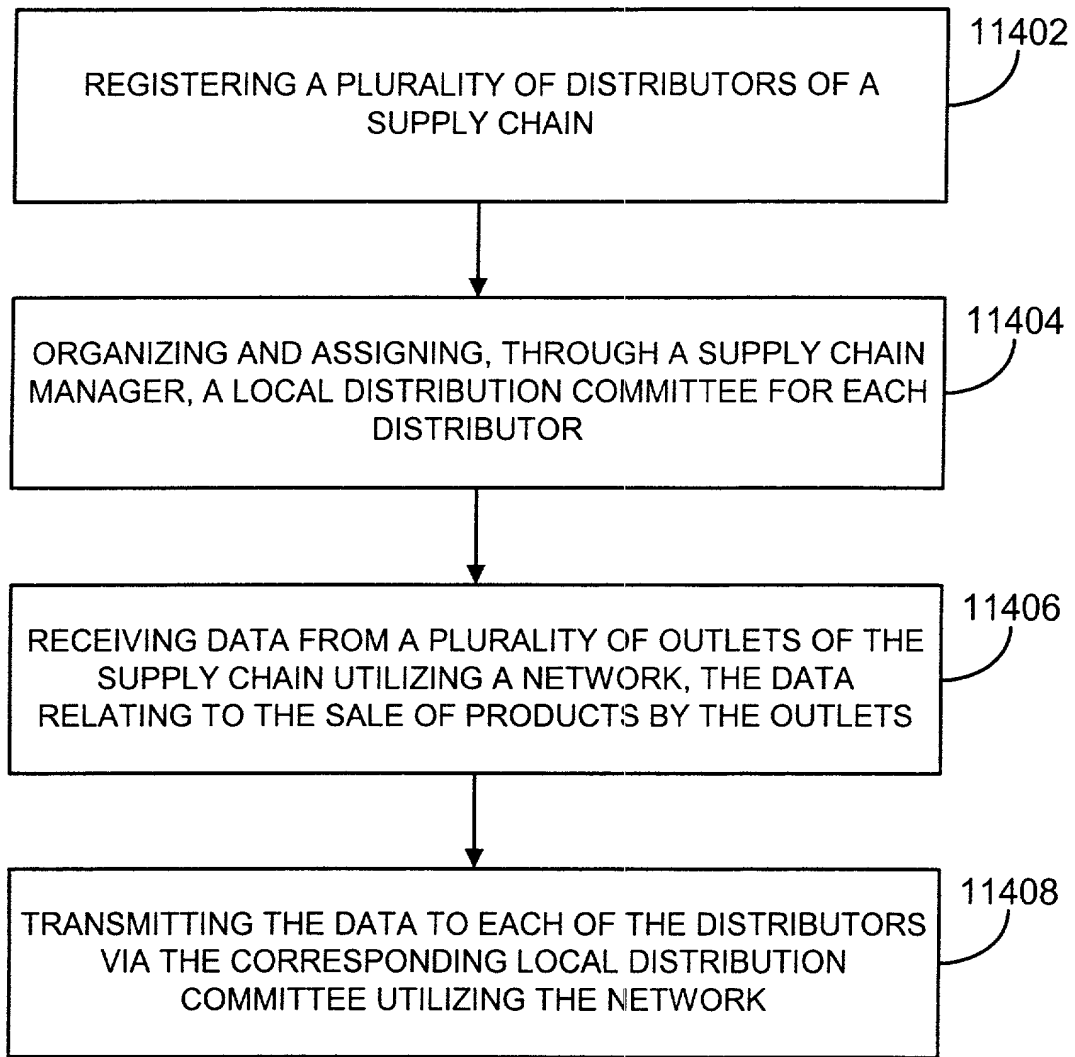 11402
REGISTERING A PLURALITY OF DISTRIBUTORS OF A
SUPPLY CHAIN
11404
ORGANIZING AND ASSIGNING, THROUGH A SUPPLY CHAIN
MANAGER, A LOCAL DISTRIBUTION COMMITTEE FOR EACH
DISTRIBUTOR
11406
RECEIVING DATA FROM A PLURALITY OF OUTLETS OF THE
SUPPLY CHAIN UTILIZING A NETWORK, THE DATA
RELATING TO THE SALE OF PRODUCTS BY THE OUTLETS
11408
TRANSMITTING THE DATA TO EACH OF THE DISTRIBUTORS
VIA THE CORRESPONDING LOCAL DISTRIBUTION
COMMITTEE UTILIZING THE NETWORK